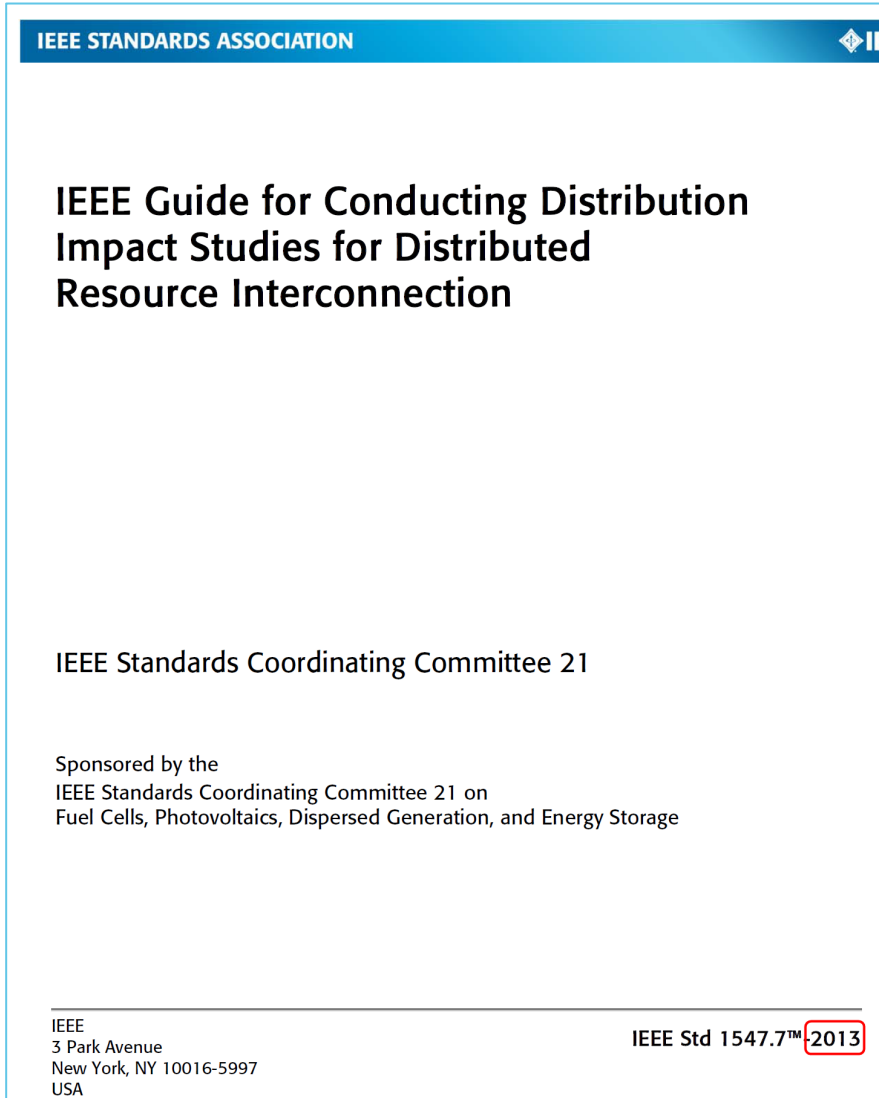 IEEE STANDARDS ASSOCIATION
IEEE Guide for Conducting Distribution
Impact Studies for Distributed
Resource Interconnection
IEEE Standards Coordinating Committee 21
Sponsored by the
IEEE Standards Coordinating Committee 21 on
Fuel Cells, Photovoltaics, Dispersed Generation, and Energy Storage
IEEE
3 Park Avenue
New York, NY 10016-5997
USA
IEEE Std 1547.7™-2013